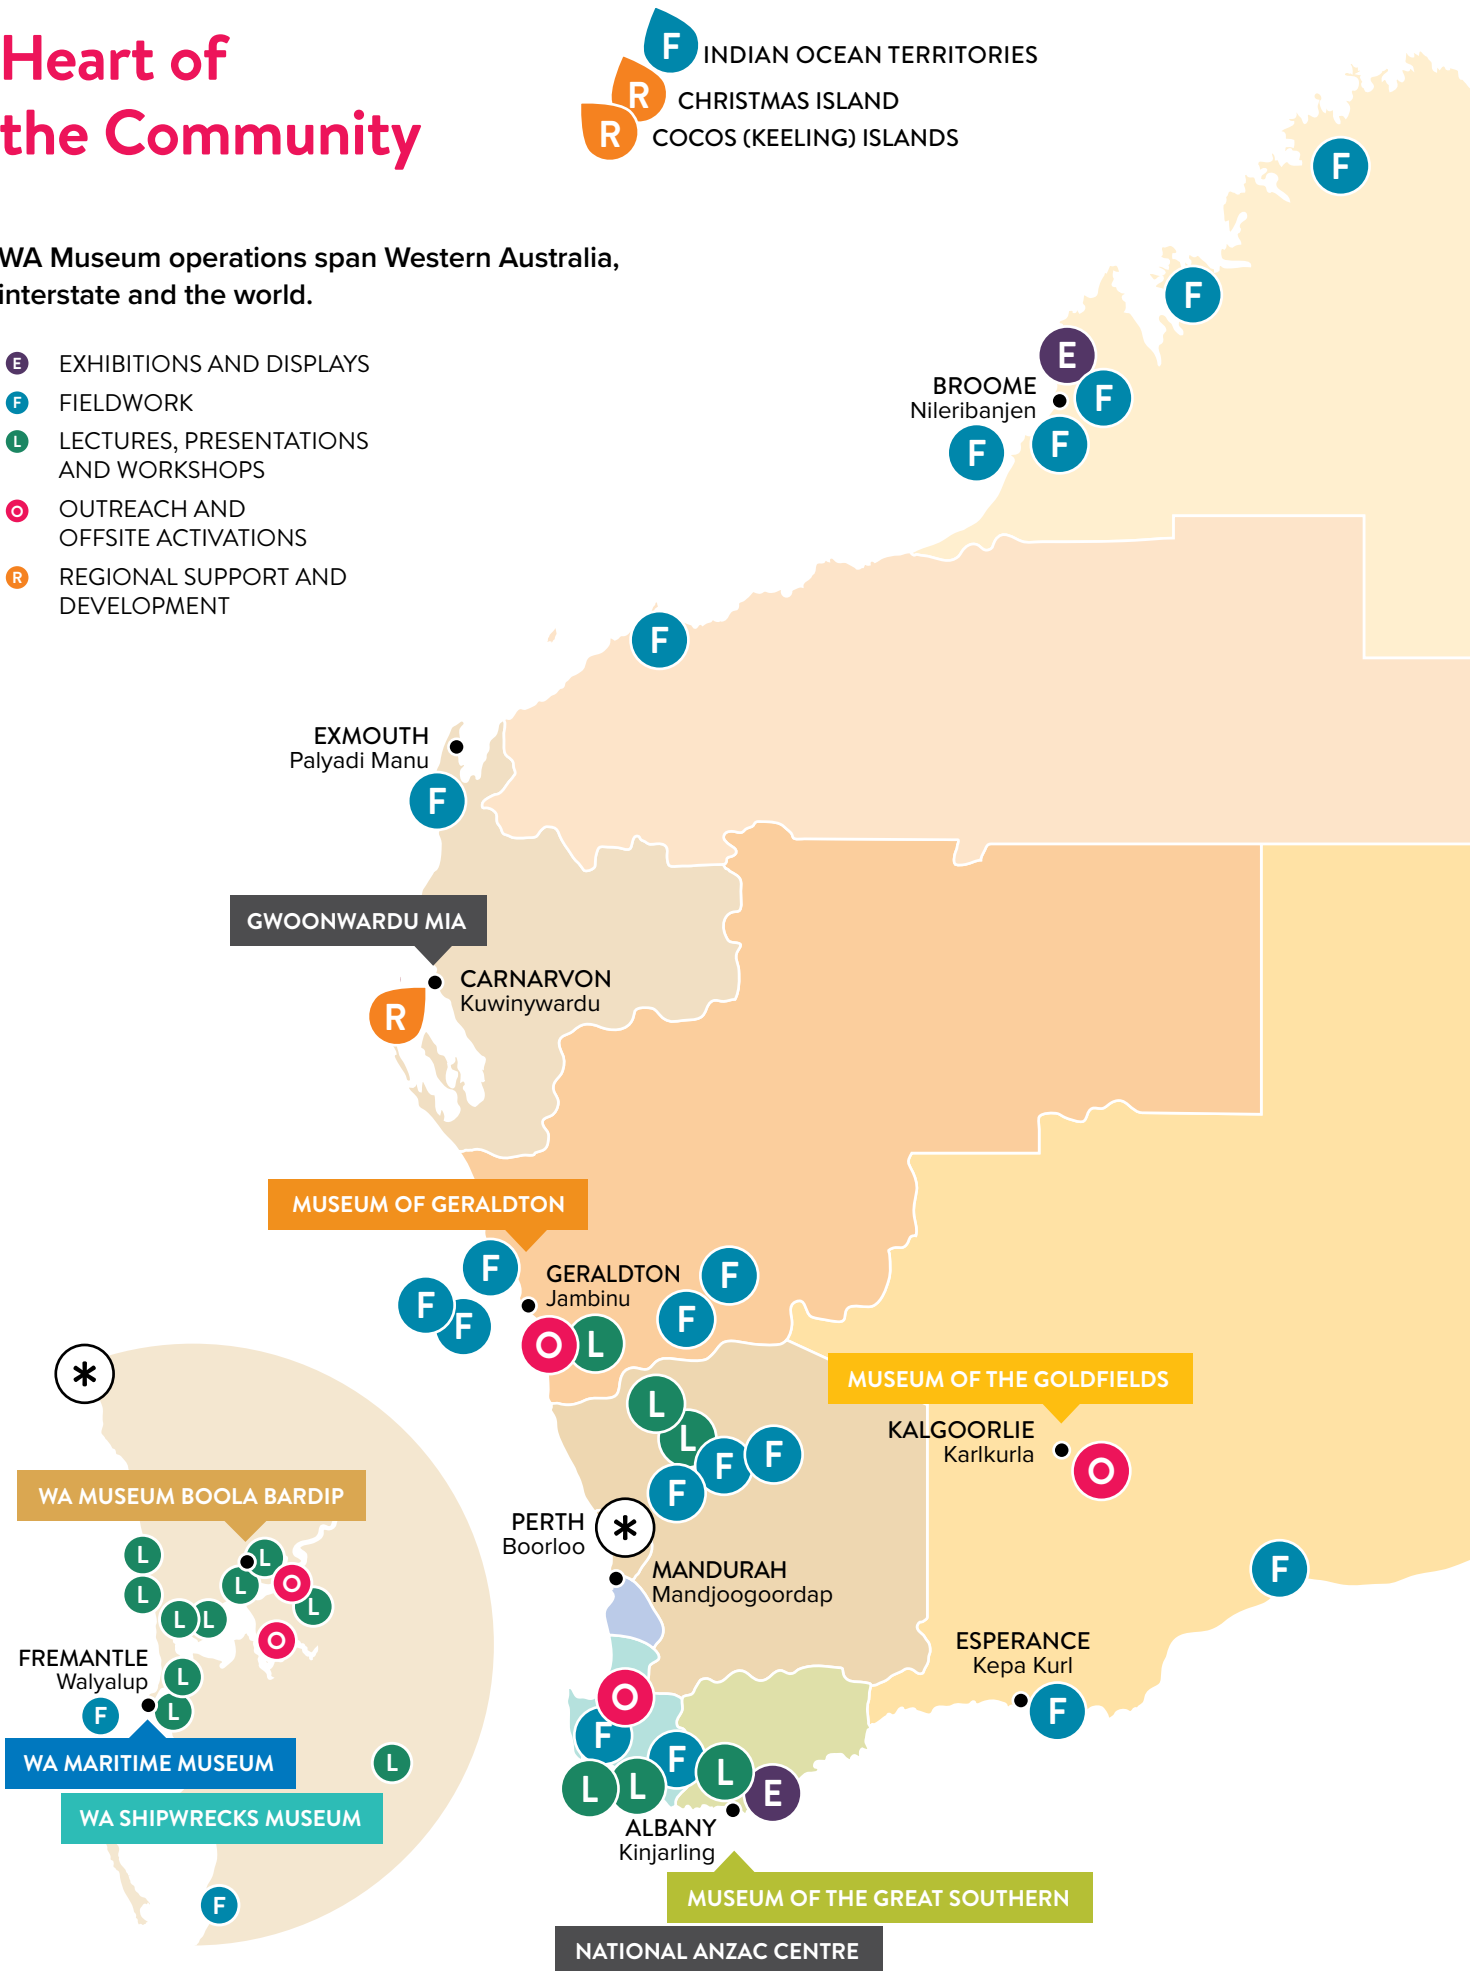 Heart of
the Community
WA Museum operations span Western Australia,
interstate and the world.
E EXHIBITIONS AND DISPLAYS
F FIELDWORK
L LECTURES, PRESENTATIONS
AND WORKSHOPS
O OUTREACH AND
OFFSITE ACTIVATIONS
R REGIONAL SUPPORT AND
DEVELOPMENT
F INDIAN OCEAN TERRITORIES
R CHRISTMAS ISLAND
R COCOS (KEELING) ISLANDS
F
F
E
BROOME
Nileribanjen
F
F
F
F
EXMOUTH
Palyadi Manu
F
GWOONWARDU MIA
CARNARVON
Kuwinywardu
R
MUSEUM OF GERALDTON
F
F
F
GERALDTON
Jambinu
F
F
O
L
L
L
F
F
F
MUSEUM OF THE GOLDFIELDS
KALGOORLIE
Karlkurla
O
PERTH
Boorloo
*
MANDURAH
Mandjoogoordap
F
ESPERANCE
Kepa Kurl
F
O
F
F
L
L
L
E
ALBANY
Kinjarling
MUSEUM OF THE GREAT SOUTHERN
NATIONAL ANZAC CENTRE
*
WA MUSEUM BOOLA BARDIP
L
L
L
L
L
L
O
L
O
FREMANTLE
Walyalup
L
L
F
WA MARITIME MUSEUM
L
WA SHIPWRECKS MUSEUM
F